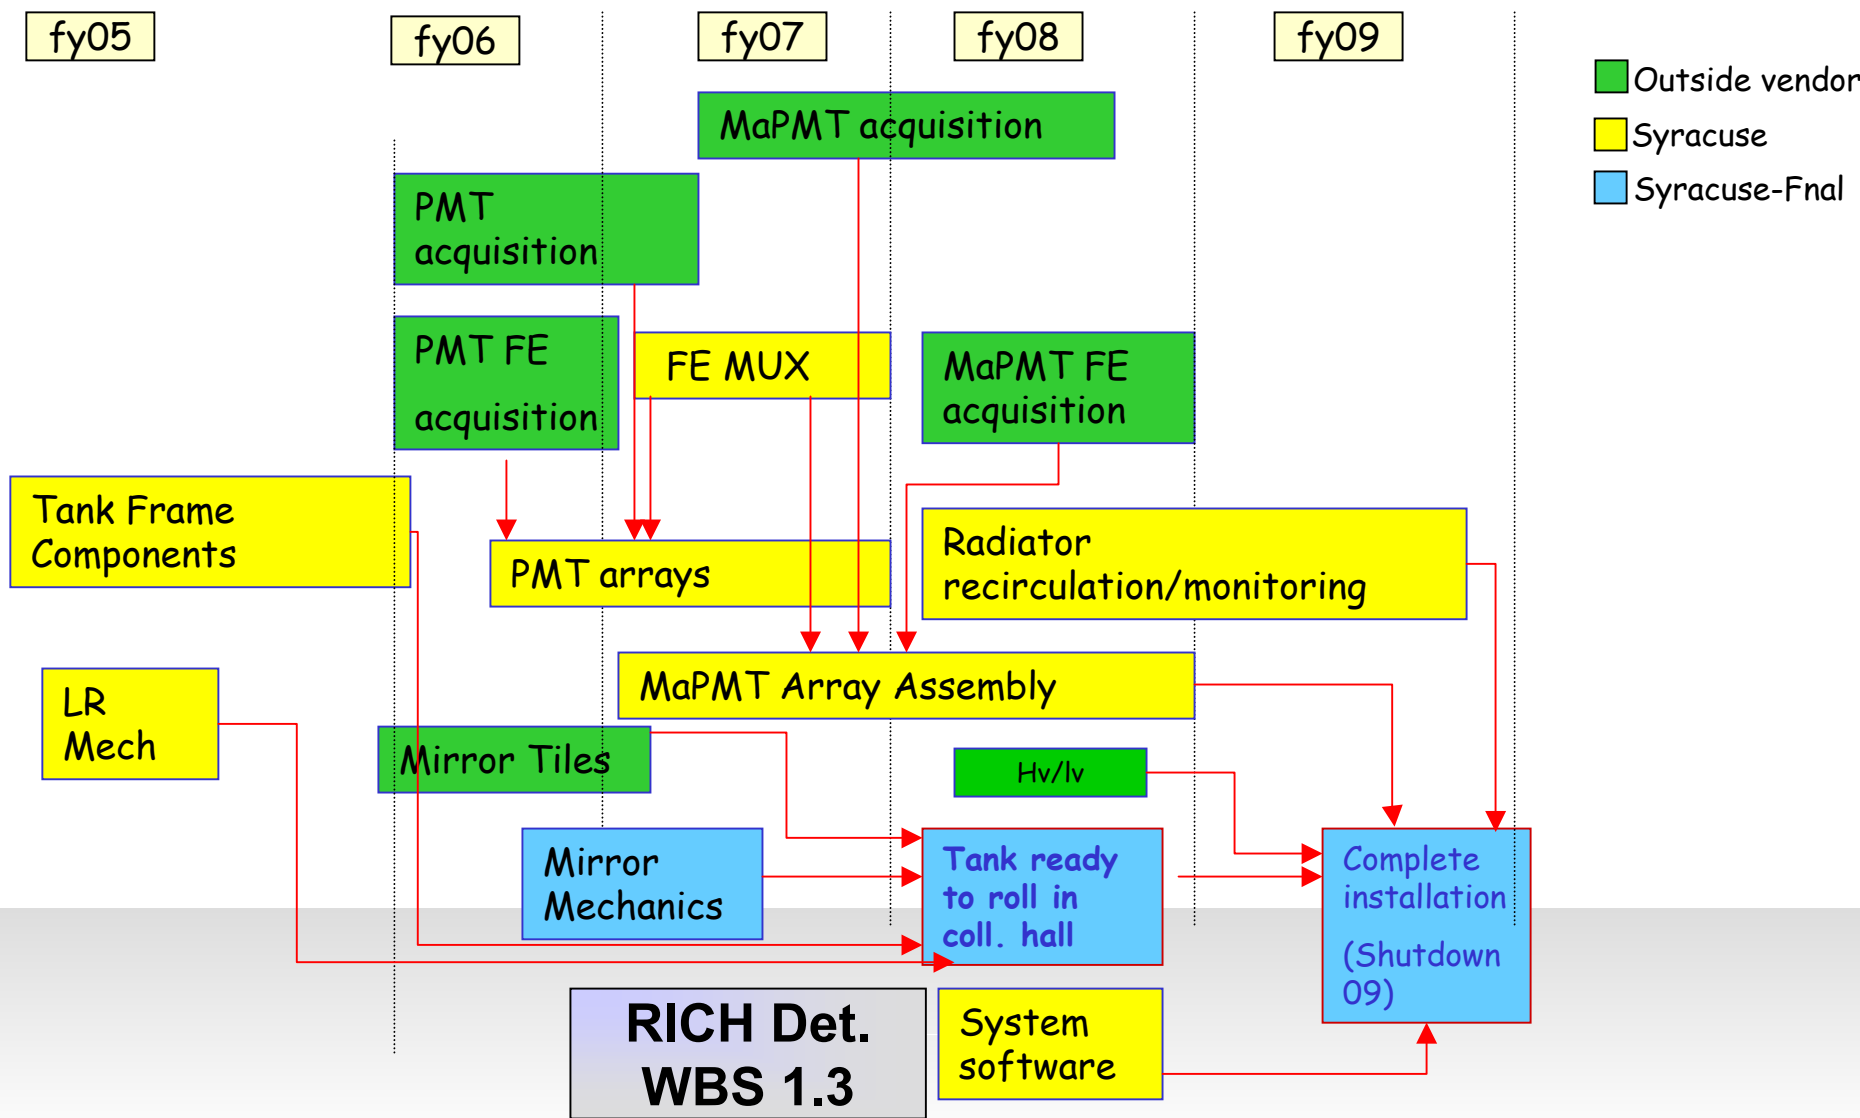 fy05
fy06
fy07
fy08
fy09
Outside vendor
Syracuse
Syracuse-Fnal
MaPMT acquisition
PMT
acquisition
PMT FE
acquisition
FE MUX
MaPMT FE
acquisition
Tank Frame
Components
PMT arrays
Radiator
recirculation/monitoring
LR
Mech
MaPMT Array Assembly
Mirror Tiles
Hv/lv
Mirror
Mechanics
Tank ready
to roll in
coll. hall
Complete
installation
(Shutdown
09)
RICH Det.
WBS 1.3
System
software